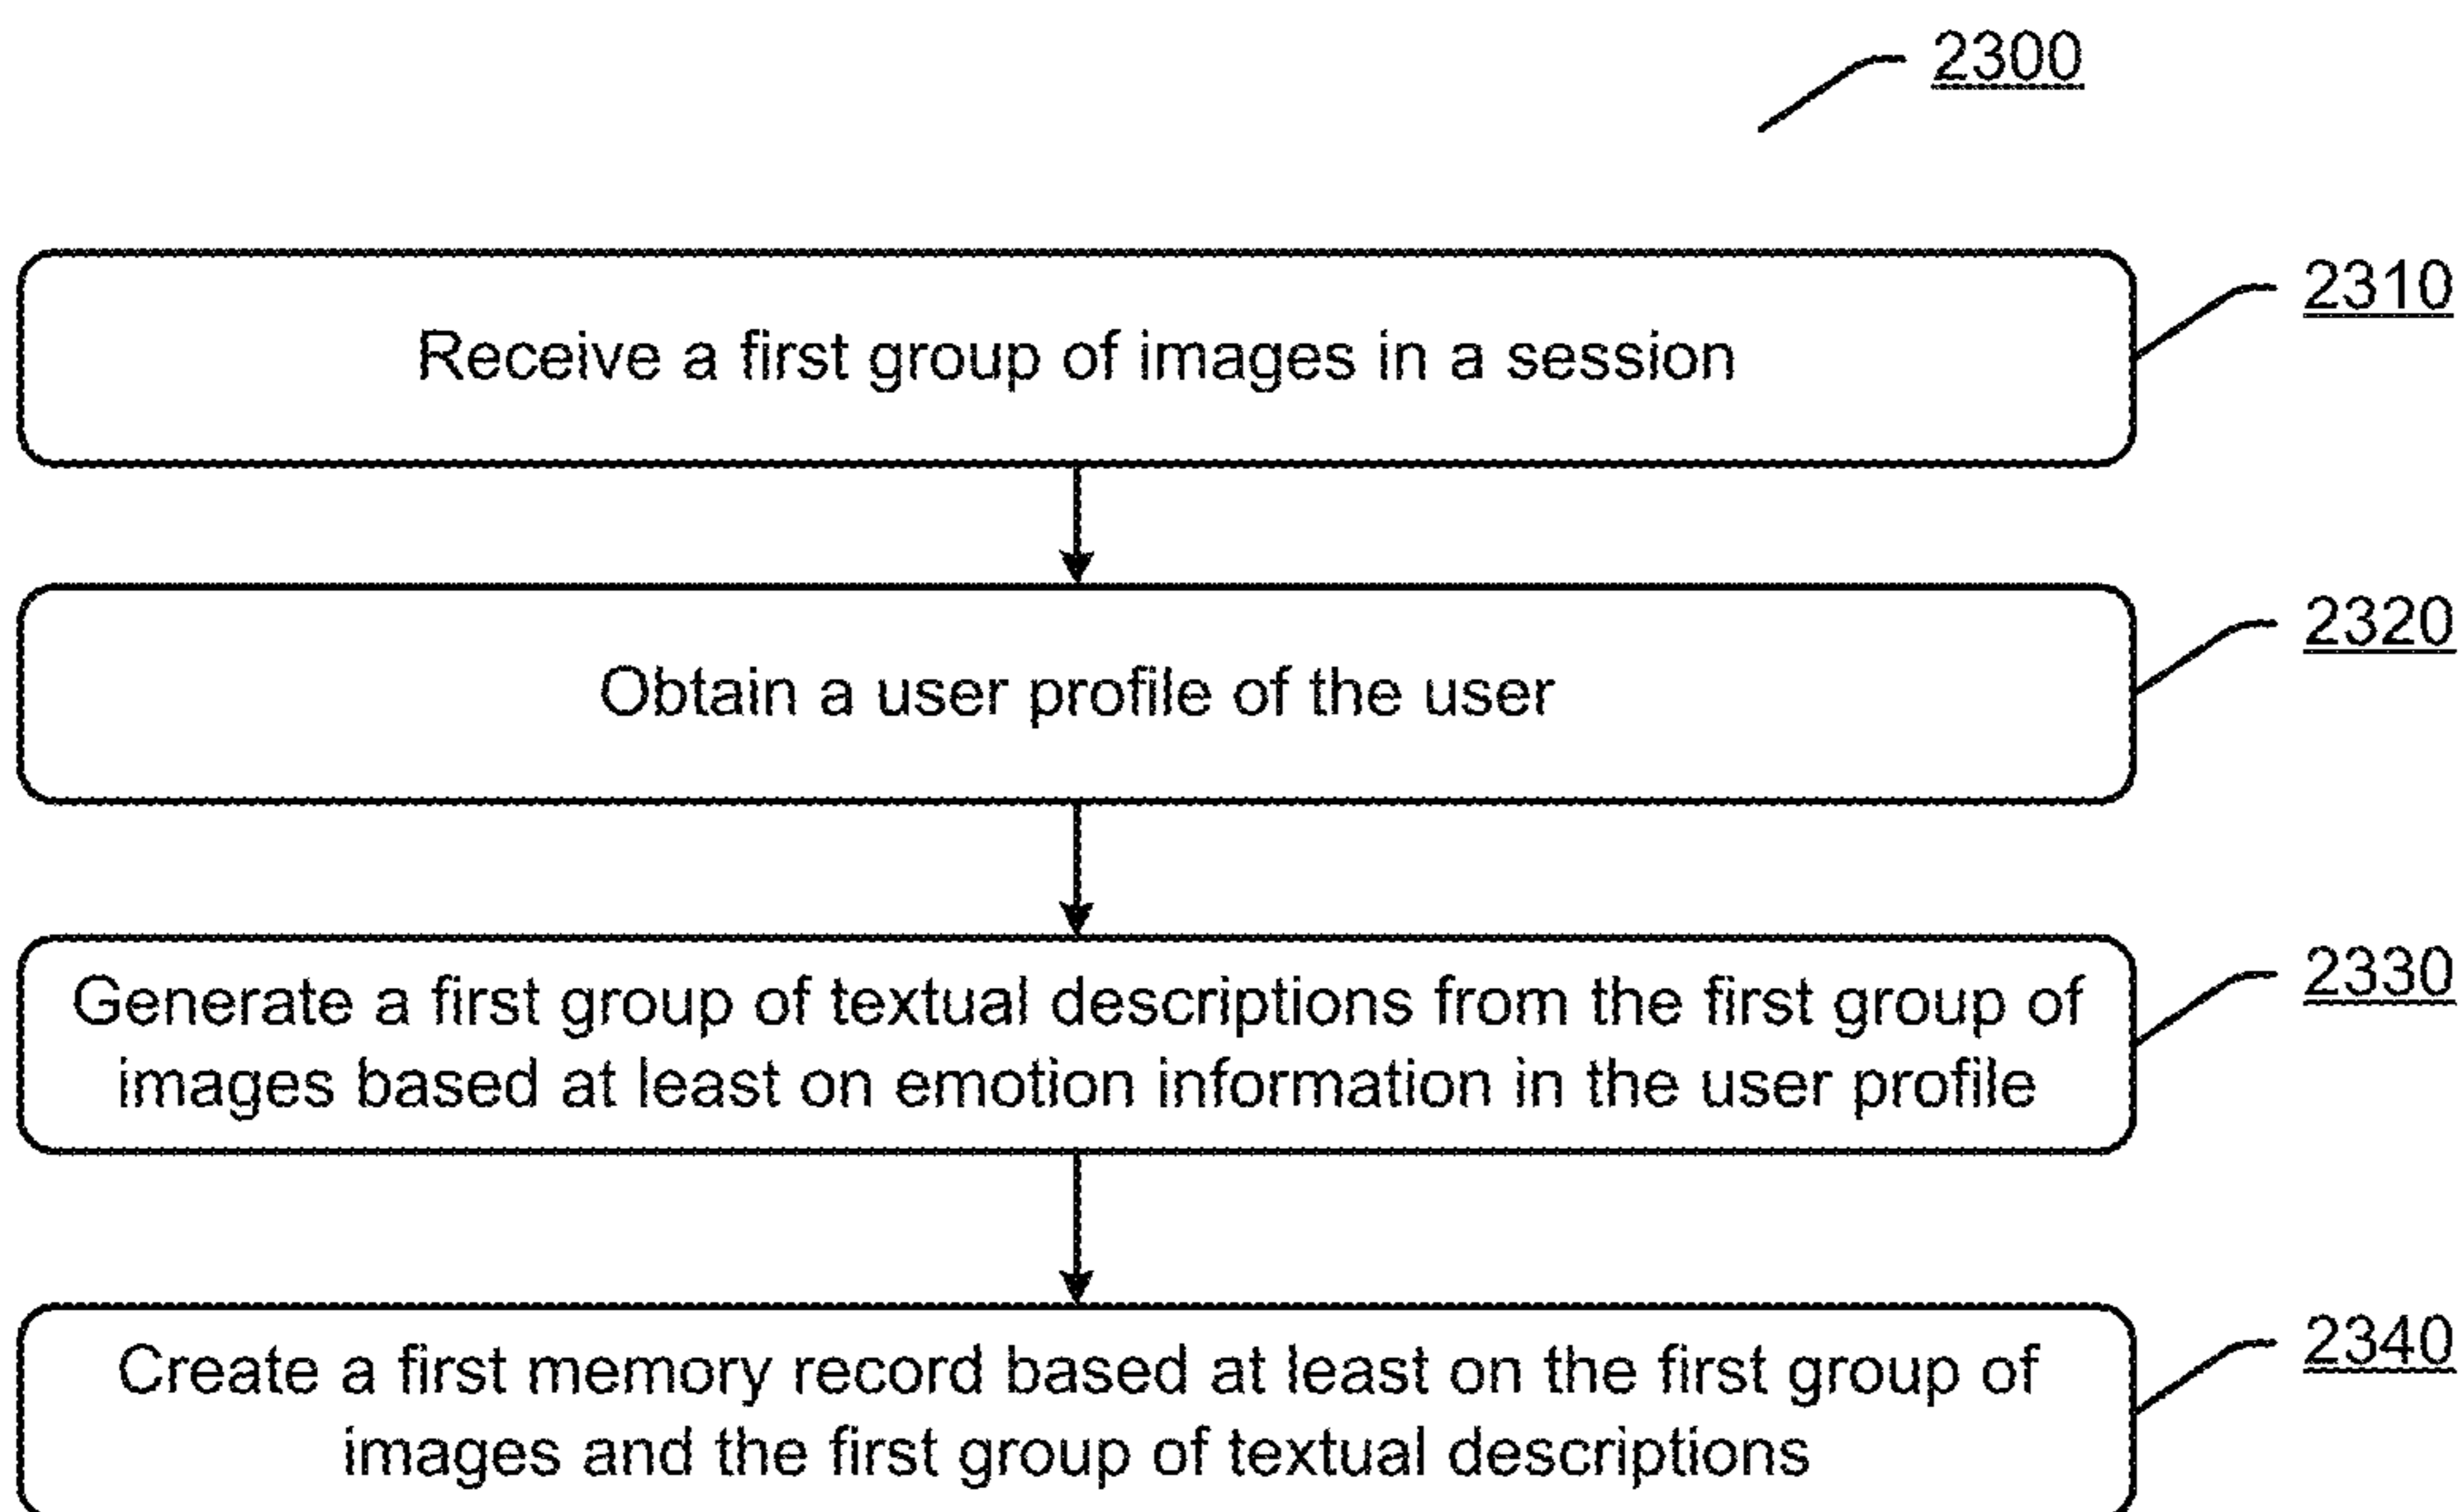 2300
Receive a first group of images in a session
2310
Obtain a user profile of the user
2320
Generate a first group of textual descriptions from the first group of
images based at least on emotion information in the user profile
2330
Create a first memory record based at least on the first group of
images and the first group of textual descriptions
2340